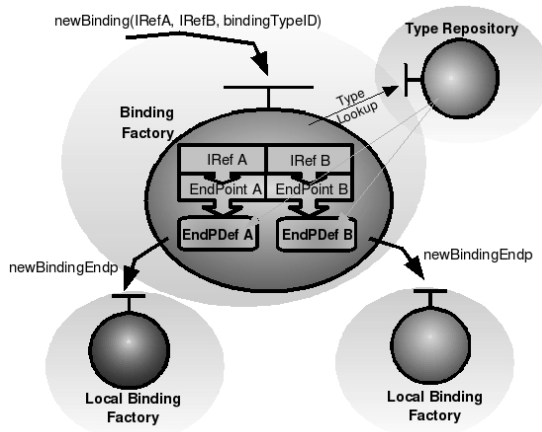 newBinding(IRefA, IRefB, bindingTypeID)
Type Repository
Type
Lookup
Binding
Factory
IRef A
IRef B
EndPoint A
EndPoint B
EndPDef A
EndPDef B
newBindingEndp
newBindingEndp
Local Binding
Factory
Local Binding
Factory